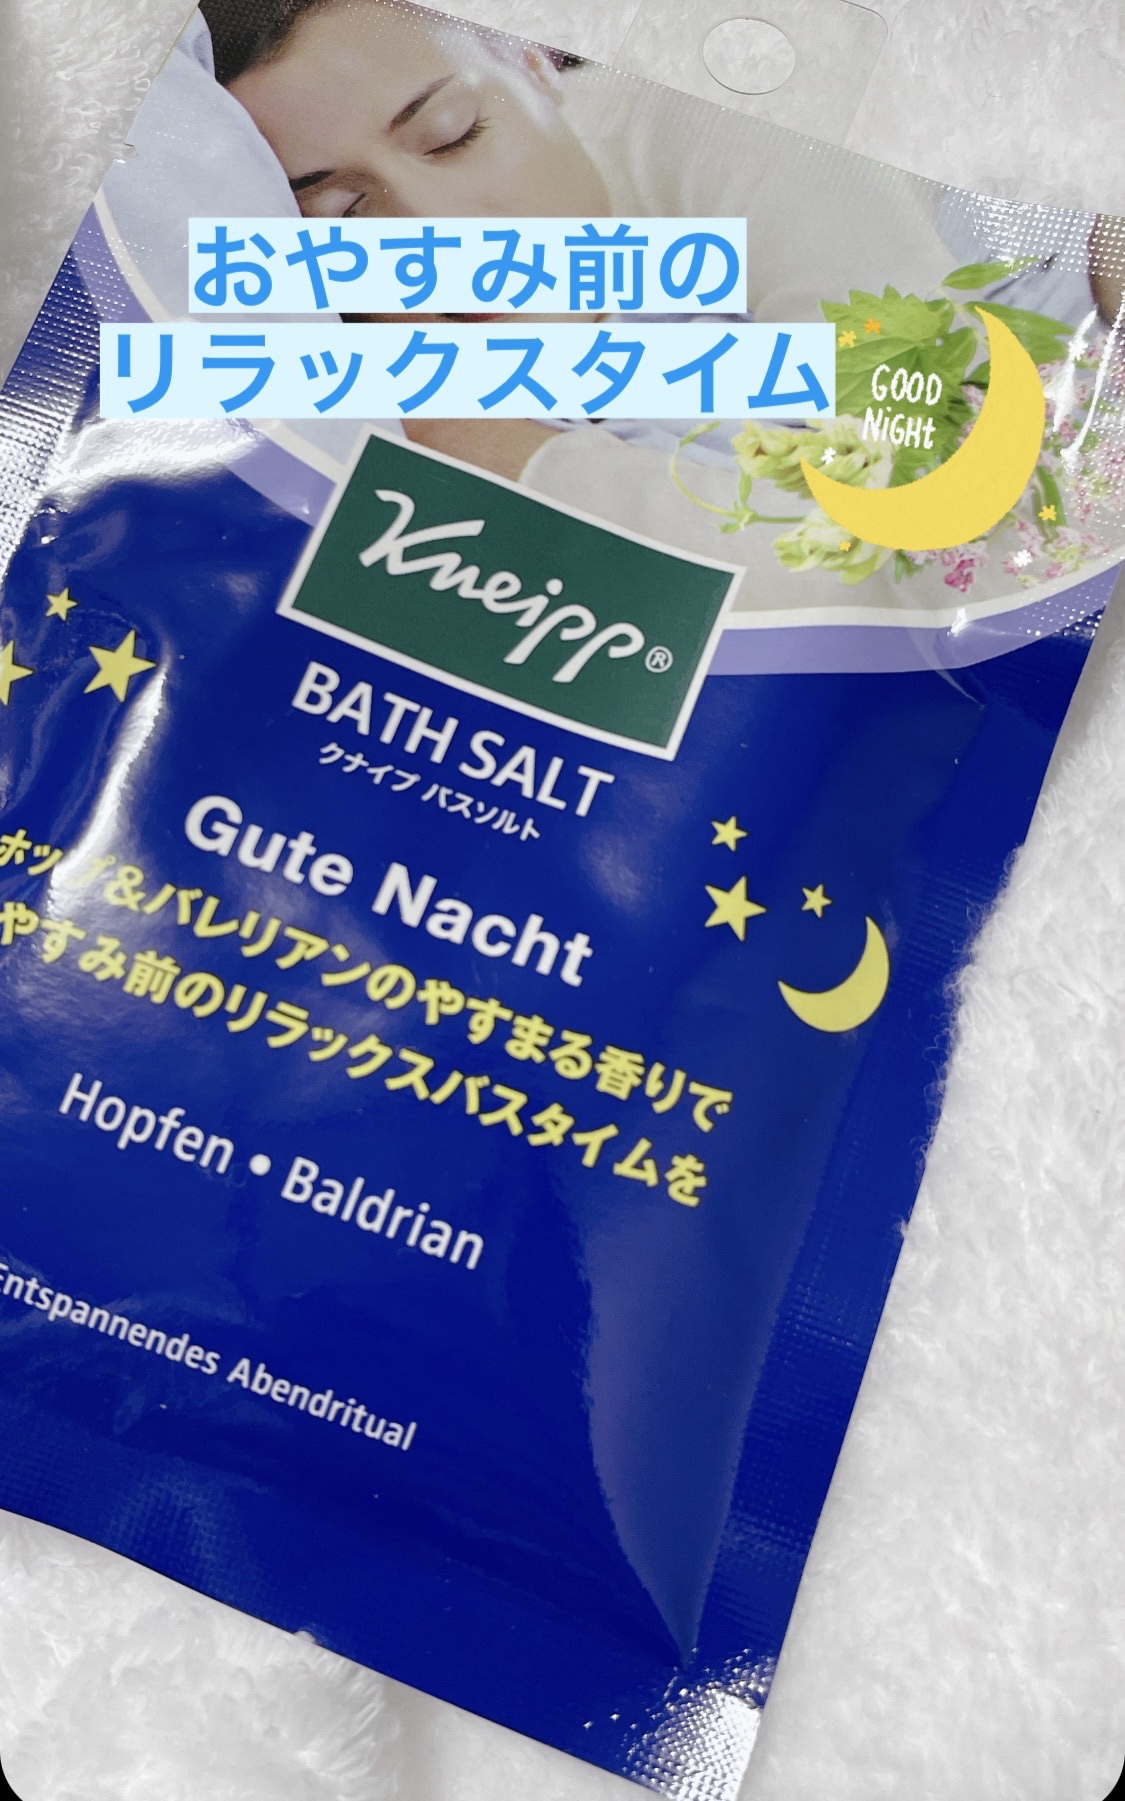 おやすみ前の
リラックスタイム
GOOD
NiGHt
Kneipp®
BATH SALT
クナイプ バスソルト
Gute Nacht
ホップ&バレリアンのやすまる香りで
やすみ前のリラックスバスタイムを
Hopfen • Baldrian
Entspannendes Abendritual